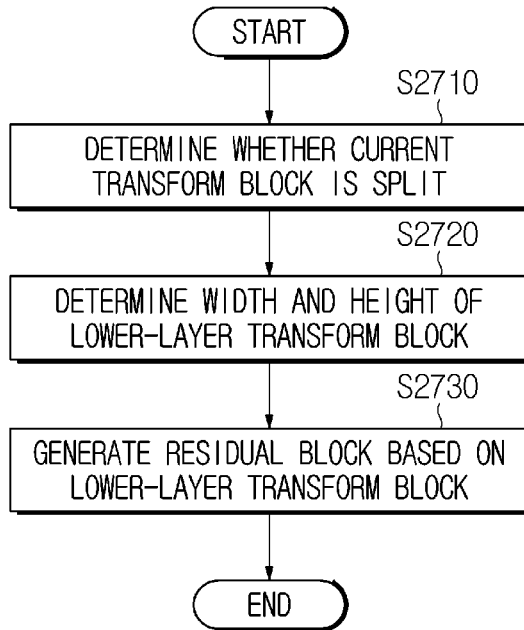 START
S2710
DETERMINE WHETHER CURRENT
TRANSFORM BLOCK IS SPLIT
S2720
DETERMINE WIDTH AND HEIGHT OF
LOWER-LAYER TRANSFORM BLOCK
S2730
GENERATE RESIDUAL BLOCK BASED ON
LOWER-LAYER TRANSFORM BLOCK
END